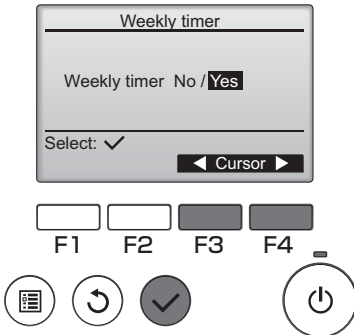 Weekly timer
Weekly timer No / Yes
Select: ✓
◀ Cursor ▶
F1 F2 F3 F4